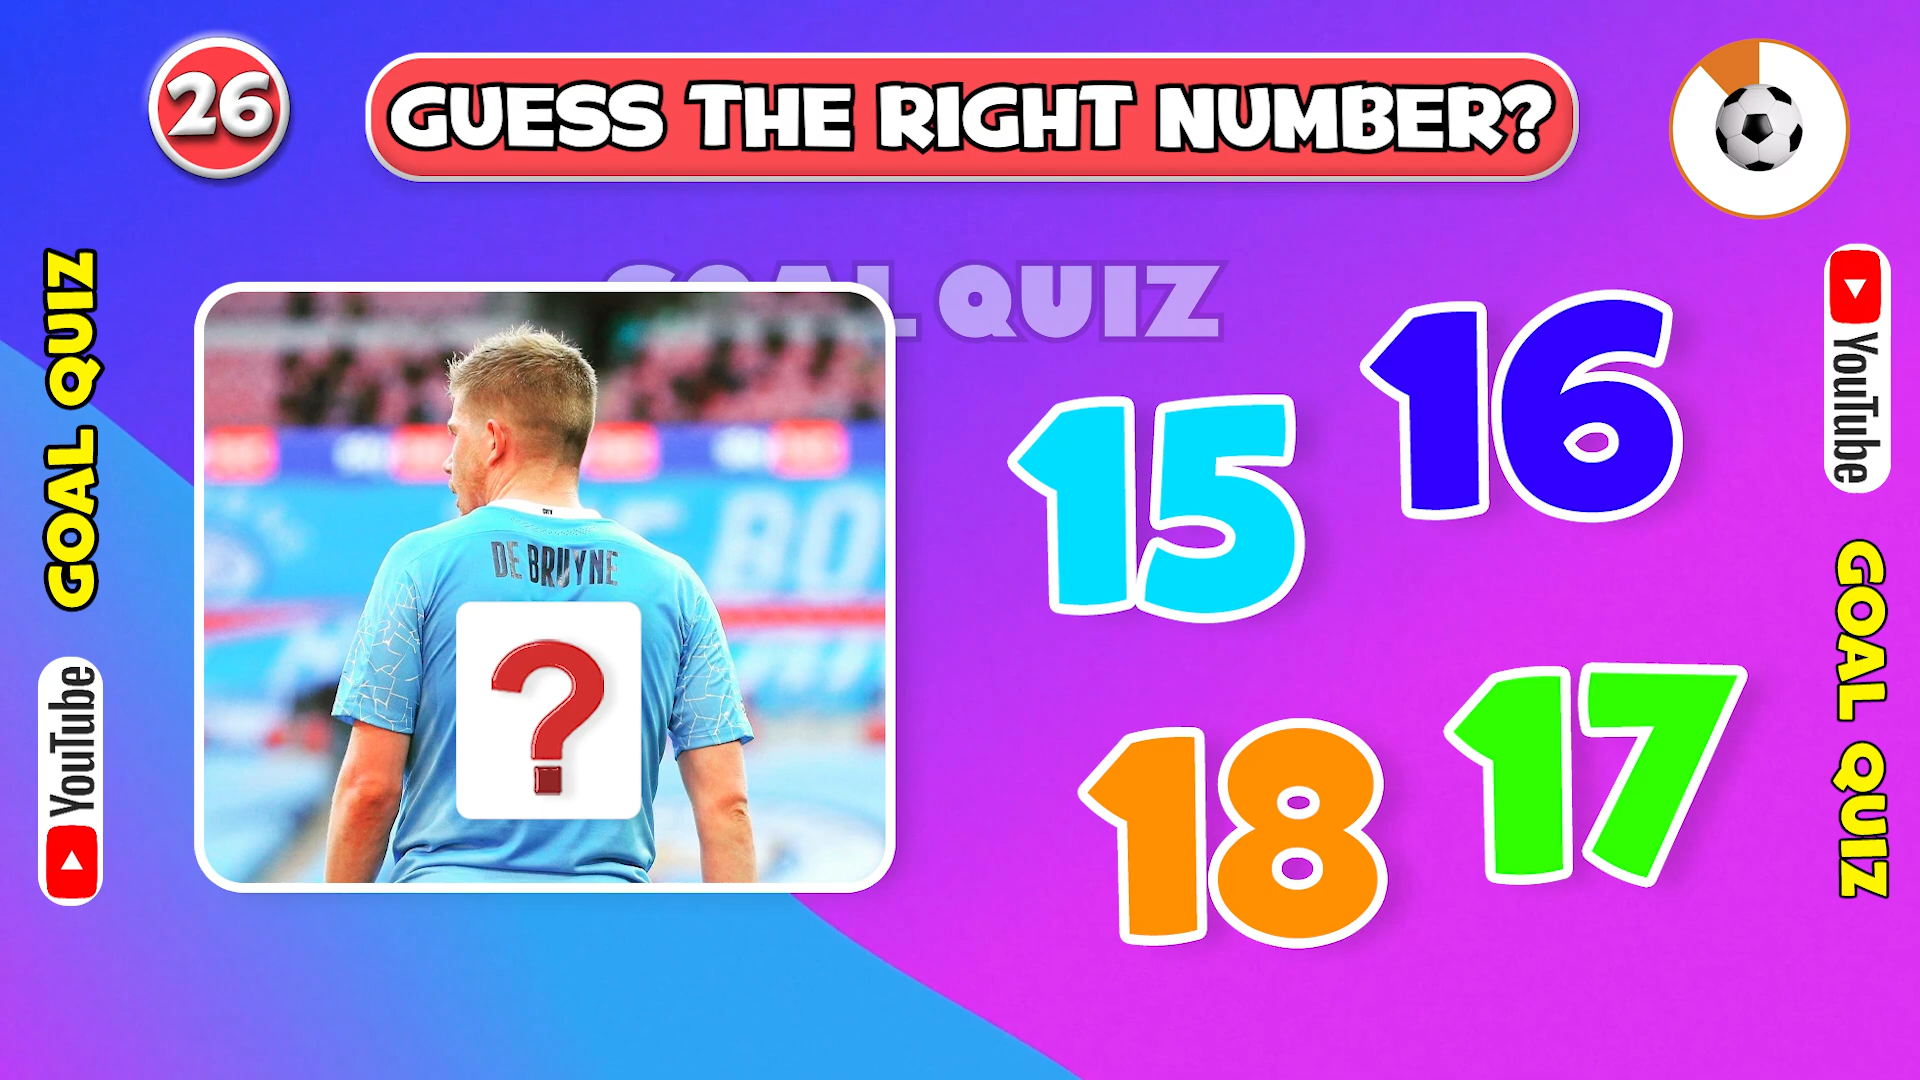 26
GUESS THE RIGHT NUMBER?
GOAL QUIZ
YouTube
GOAL QUIZ
CITY
DE BRUYNE
?
15
16
18
17
YouTube
GOAL QUIZ